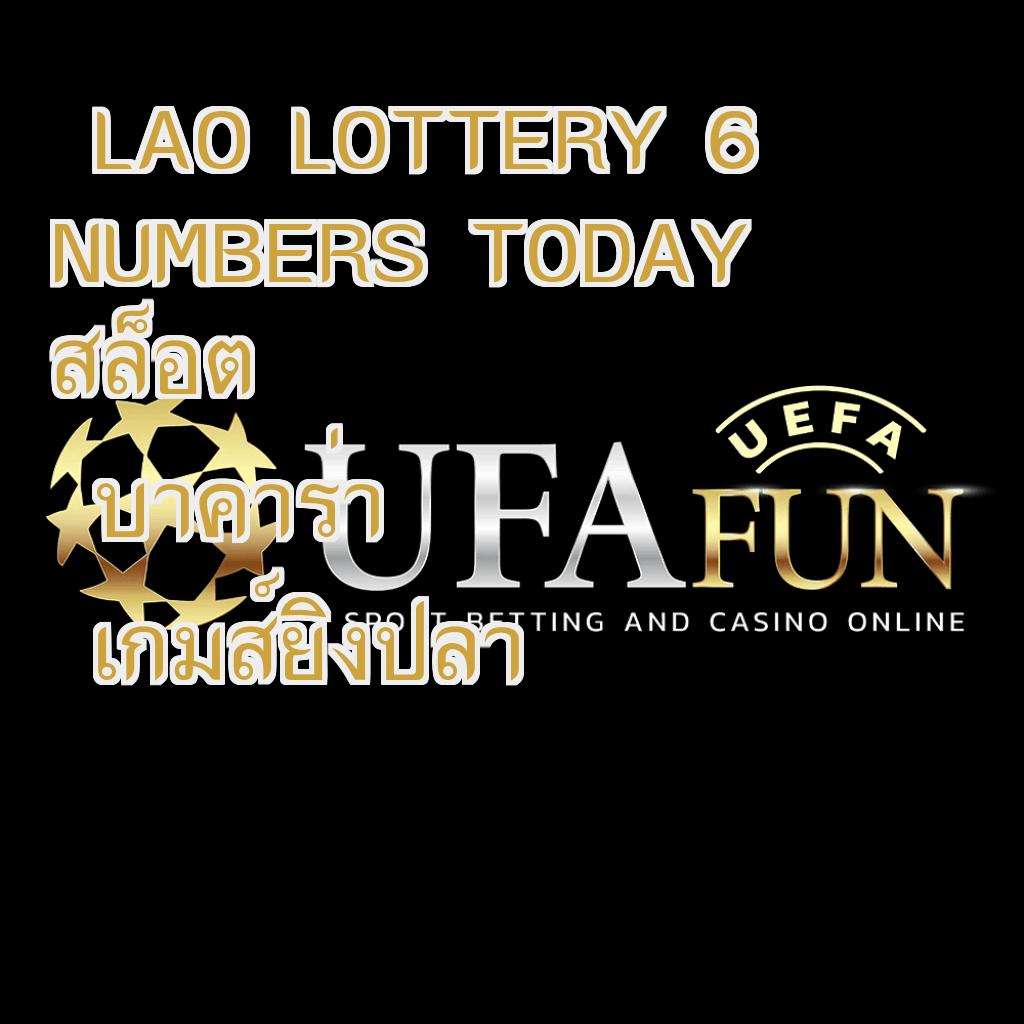 LAO LOTTERY 6
NUMBERS TODAY
สล็อต
UEFA
บาคาร่า
UFA FUN
SPORT BETTING AND CASINO ONLINE
เกมส์ยิงปลา